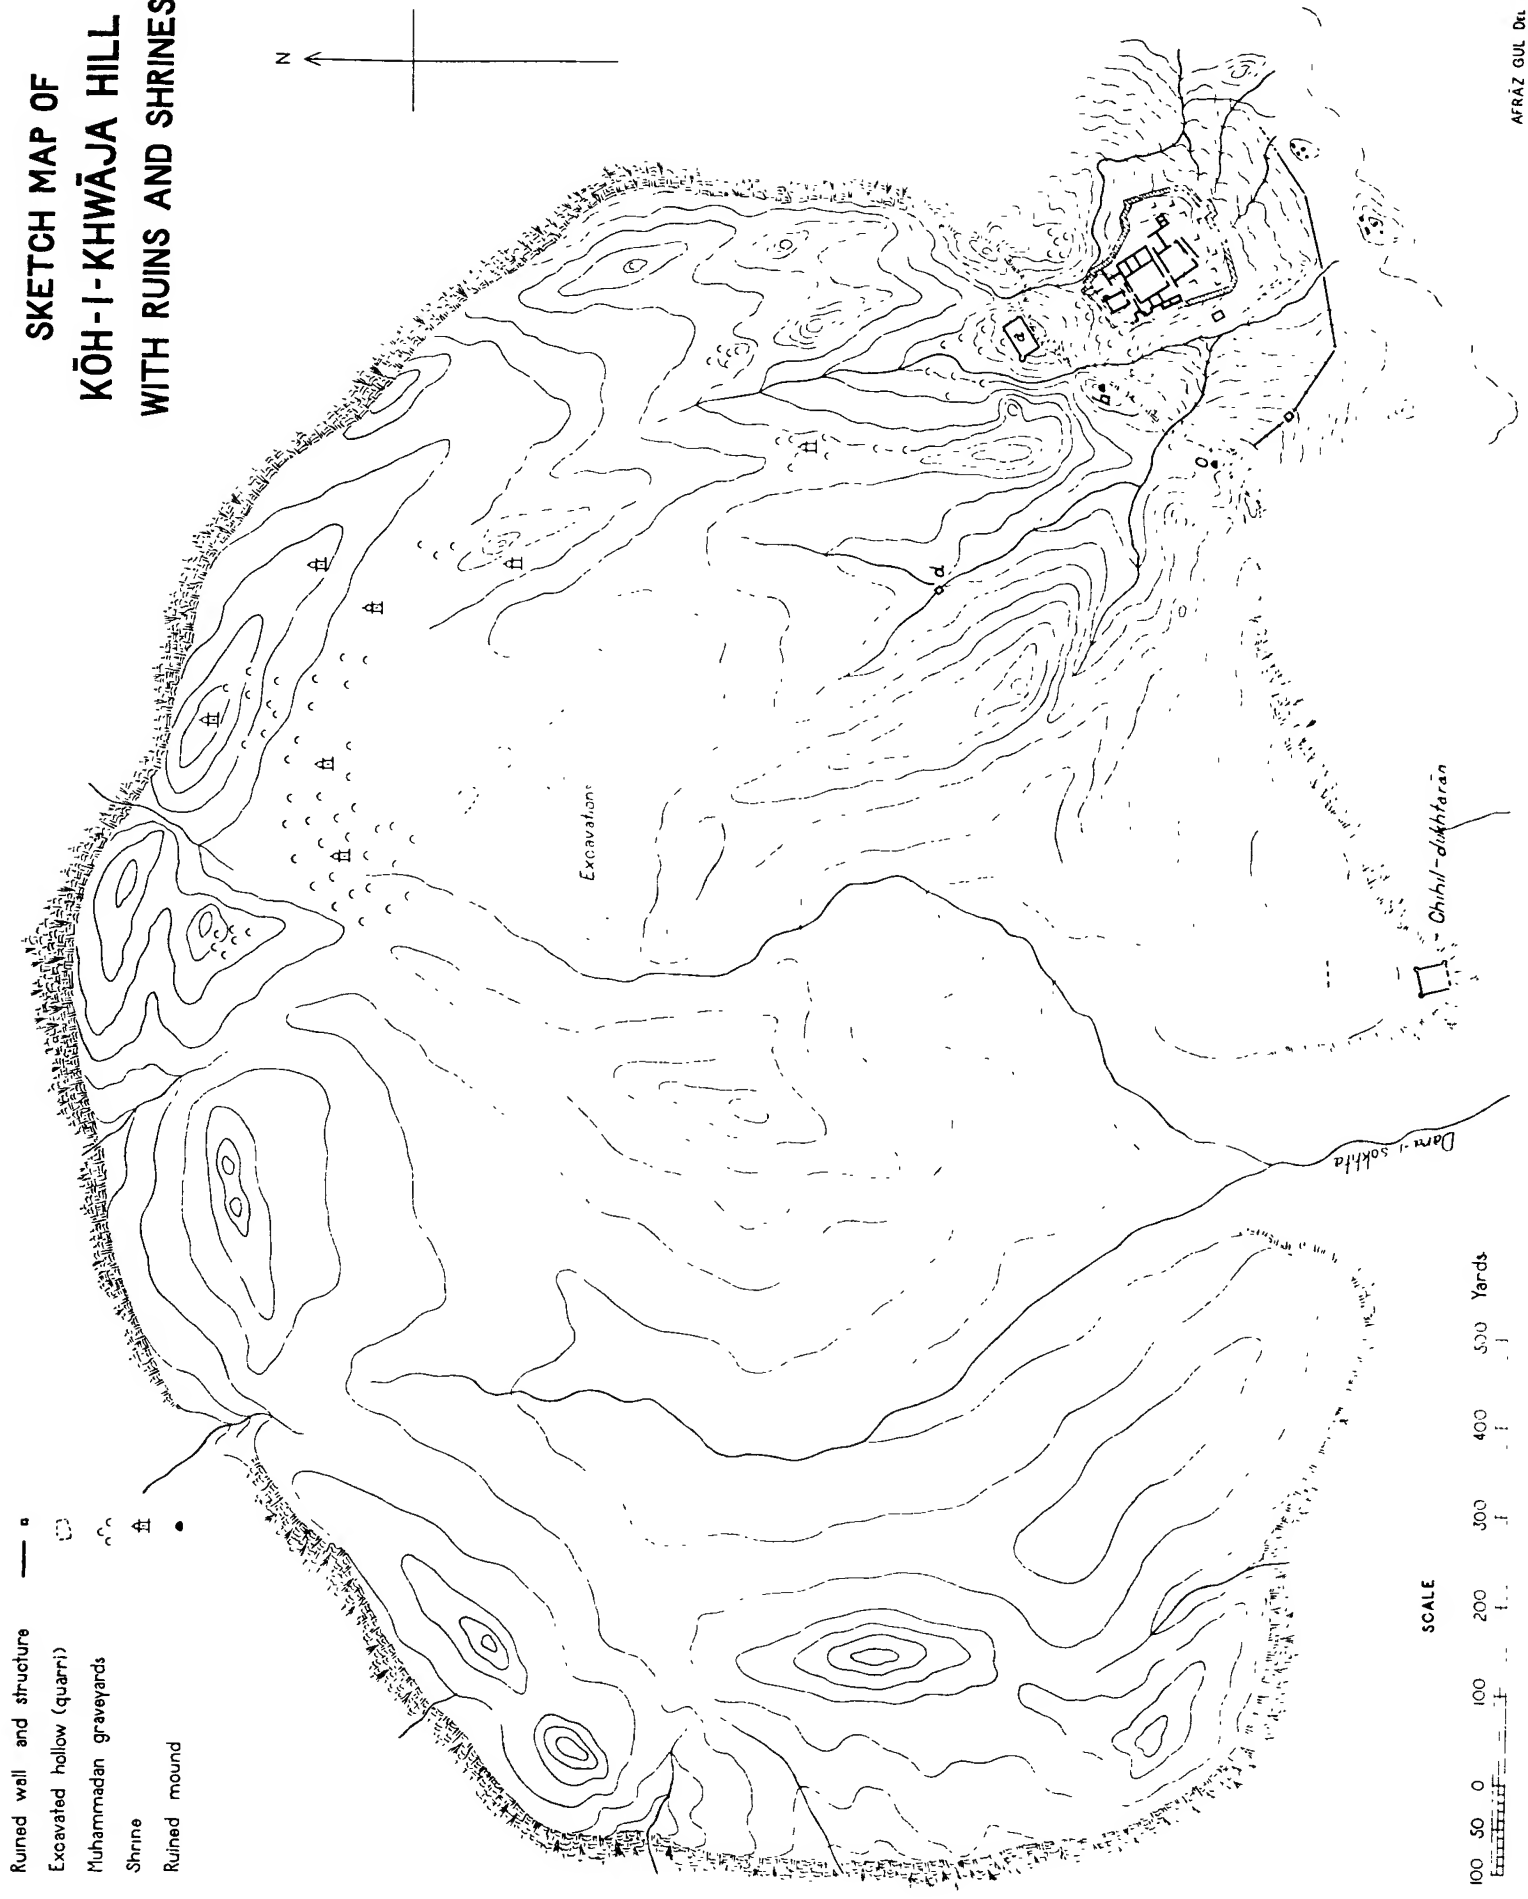 SKETCH MAP OF
KŌH-I-KHWĀJA HILL
WITH RUINS AND SHRINES
N
Ruined wall and structure
Excavated hollow (quarri)
Muhammadan graveyards
Shrine
Ruined mound
a
b
c
d
Excavations
Chihil-dukhtarān
Dara-i sokhta
SCALE
100 50 0 100 200 300 400 500 Yards
AFRĀZ GUL DEL